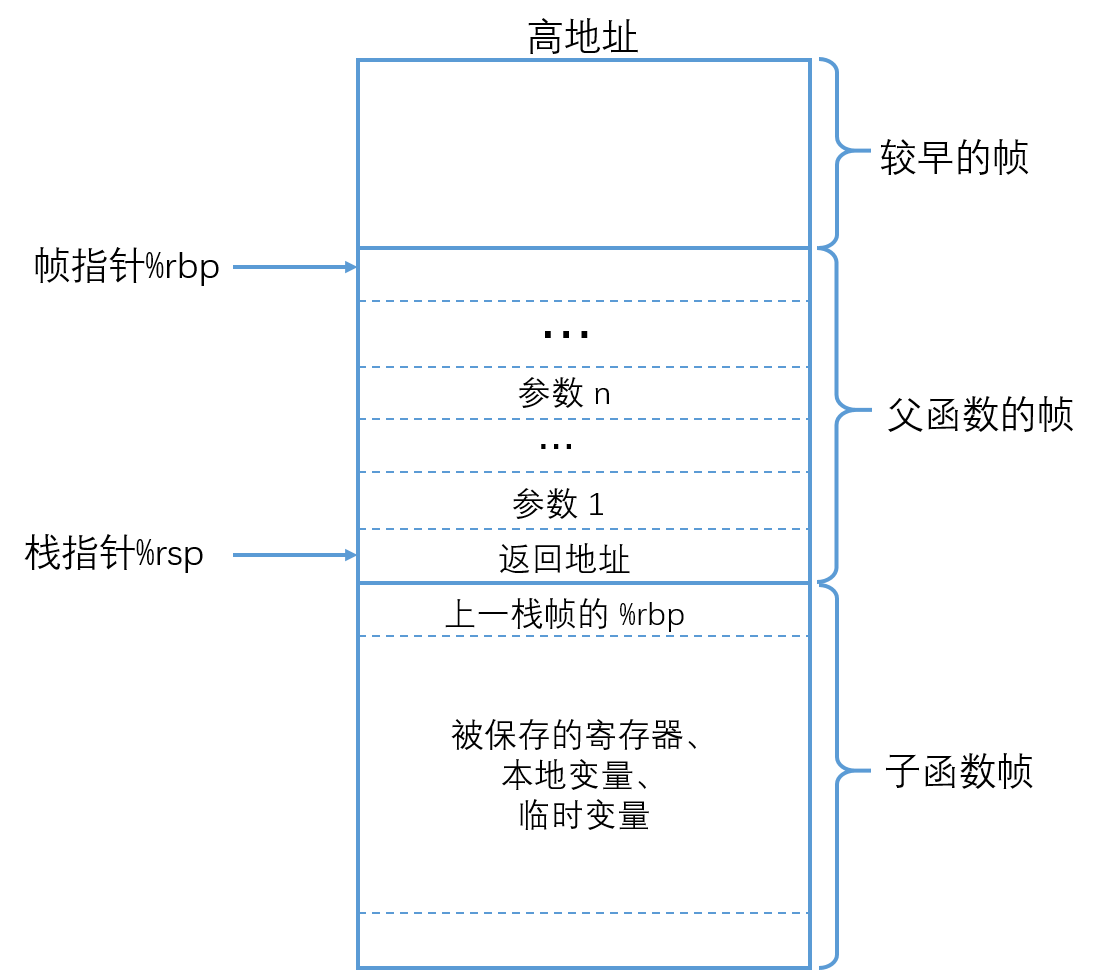 高地址
较早的帧
帧指针%rbp
...
参数 n
父函数的帧
...
参数 1
栈指针%rsp
返回地址
上一栈帧的 %rbp
被保存的寄存器、
本地变量、
临时变量
子函数帧